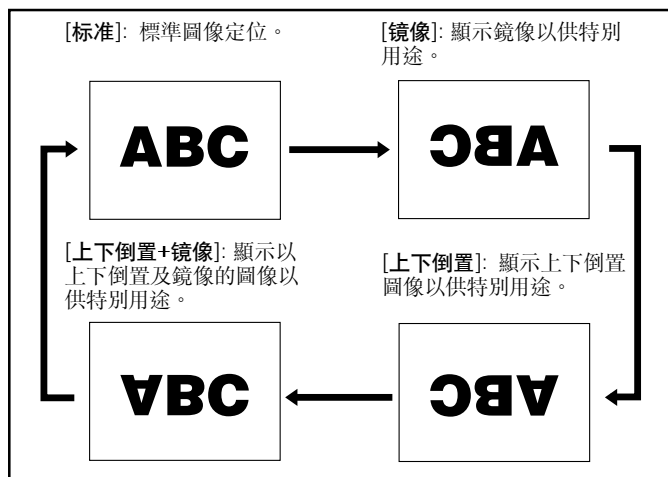 [标准]: 標準圖像定位。
[镜像]: 顯示鏡像以供特別
用途。
ABC
ABC
[上下倒置+镜像]: 顯示以
上下倒置及鏡像的圖像以
供特別用途。
[上下倒置]: 顯示上下倒置
圖像以供特別用途。
ABC
ABC